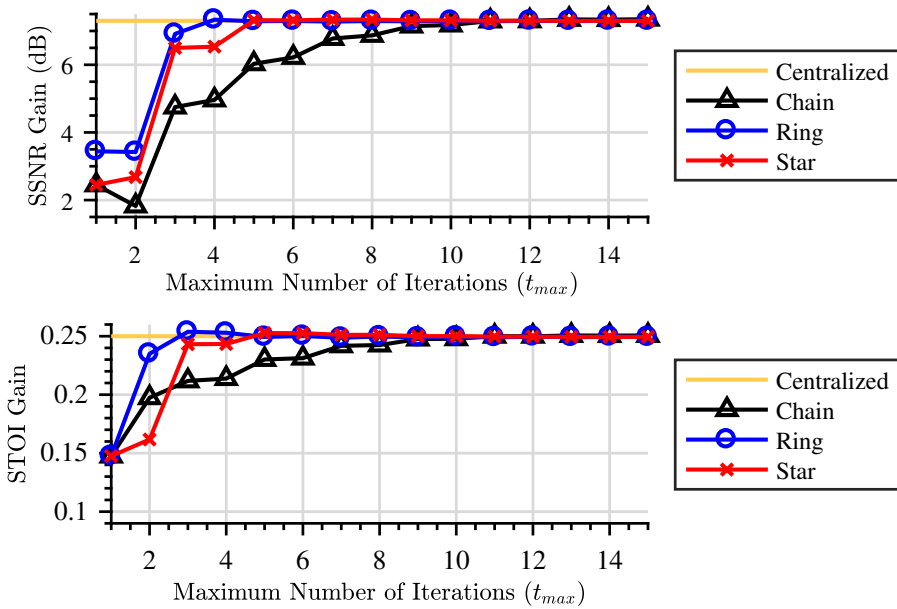 6
4
2
SSNR Gain (dB)
2 4 6 8 10 12 14
Maximum Number of Iterations (tmax)
Centralized
Chain
Ring
Star
0.25
0.2
0.15
0.1
STOI Gain
2 4 6 8 10 12 14
Maximum Number of Iterations (tmax)
Centralized
Chain
Ring
Star